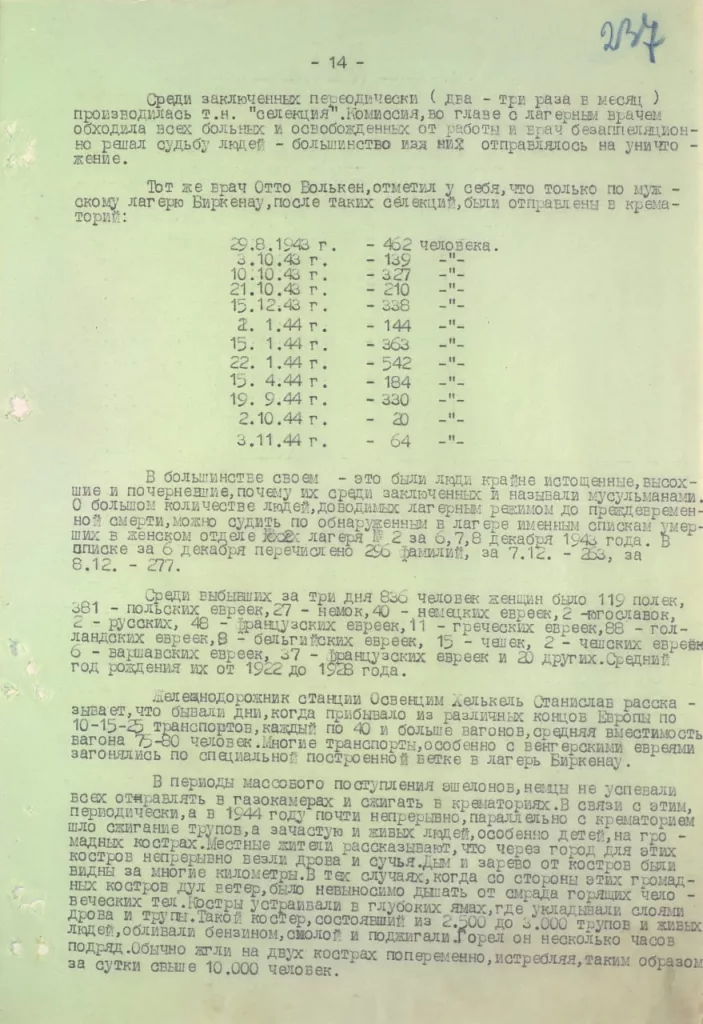 237
- 14 -
Среди заключенных переодически ( два - три раза в месяц )
производилась т.н. "селекция".Комиссия,во главе с лагерным врачем
обходила всех больных и освобожденных от работы и врач безаппеляцион-
но решал судьбу людей - большинство изн них отправлялось на уничто -
жение.
Тот же врач Отто Волькен,отметил у себя,что только по муж -
скому лагерю Биркенау,после таких селекций,были отправлены в крема-
торий:
29.8.1943 г. - 462 человека.
3.10.43 г. - 139 -"-
10.10.43 г. - 327 -"-
21.10.43 г. - 210 -"-
15.12.43 г. - 338 -"-
2. 1.44 г. - 144 -"-
15. 1.44 г. - 363 -"-
22. 1.44 г. - 542 -"-
15. 4.44 г. - 184 -"-
19. 9.44 г. - 330 -"-
2.10.44 г. - 20 -"-
3.11.44 г. - 64 -"-
В большинстве своем - это были люди крайне истощенные,высох-
шие и почерневшие,почему их среди заключенных и называли мусульманами.
О большом количестве людей,доводимых лагерным режимом до преждевремен-
ной смерти,можно судить по обнаруженным в лагере именным спискам умер-
ших в женском отделе лагеря № 2 за 6,7,8 декабря 1943 года. В
списке за 6 декабря перечислено 296 фамилий, за 7.12. - 263, за
8.12. - 277.
Среди выбывших за три дня 836 человек женщин было 119 полек,
381 - польских евреек,27 - немок,40 - немецких евреек,2 -югославок,
2 - русских, 48 - французских евреек,11 - греческих евреек,88 - гол-
ландских евреек,8 - бельгийских евреек, 15 - чешек, 2 - чешских евреек
6 - варшавских евреек, 37 - французских евреек и 20 других.Средний
год рождения их от 1922 до 1928 года.
Железнодорожник станции Освенцим Хелькель Станислав расска -
зывает,что бывали дни,когда прибывало из различных концов Европы по
10-15-25 транспортов,каждый по 40 и больше вагонов,средняя вместимость
вагона 75-80 человек.Многие транспорты,особенно с венгерскими евреями
загонялись по специальной построенной ветке в лагерь Биркенау.
В периоды массового поступления эшелонов,немцы не успевали
всех отправлять в газокамерах и сжигать в крематориях.В связи с этим,
периодически,а в 1944 году почти непрерывно,параллельно с крематорием
шло сжигание трупов,а зачастую и живых людей,особенно детей,на гро -
мадных кострах.Местные жители рассказывают,что через город для этих
костров непрерывно везли дрова и сучья.Дым и зарево от костров были
видны за многие километры.В тех случаях,когда со стороны этих громад-
ных костров дул ветер,было невыносимо дышать от смрада горящих чело -
веческих тел.Костры устраивали в глубоких ямах,где укладывали слоями
дрова и трупы.Такой костер,состоявший из 2.500 до 3.000 трупов и живых
людей,обливали бензином,смолой и поджигали.Горел он несколько часов
подряд.Обычно жгли на двух кострах попеременно,истребляя,таким образом
за сутки свыше 10.000 человек.